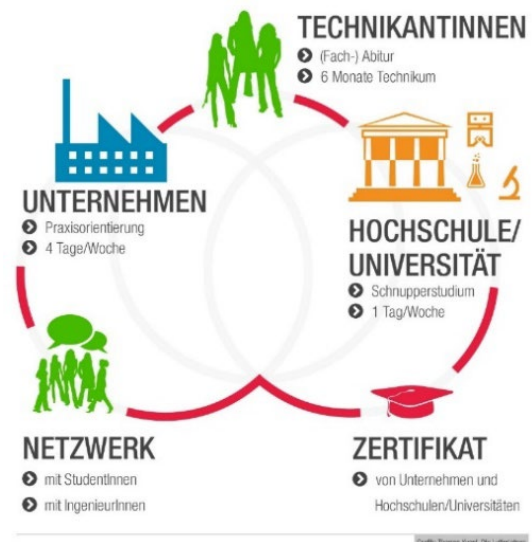 TECHNIKANTINNEN
(Fach-) Abitur
6 Monate Technikum
UNTERNEHMEN
Praxisorientierung
4 Tage/Woche
HOCHSCHULE/
UNIVERSITÄT
Schnupperstudium
1 Tag/Woche
NETZWERK
mit StudentInnen
mit IngenieurInnen
ZERTIFIKAT
von Unternehmen und
Hochschulen/Universitäten